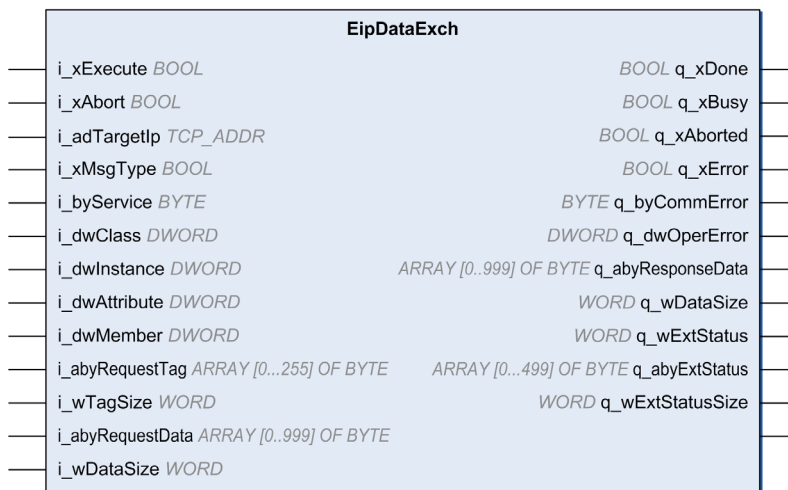 EipDataExch
i_xExecute BOOL BOOL q_xDone
i_xAbort BOOL BOOL q_xBusy
i_adTargetIp TCP_ADDR BOOL q_xAborted
i_xMsgType BOOL BOOL q_xError
i_byService BYTE BYTE q_byCommError
i_dwClass DWORD DWORD q_dwOperError
i_dwInstance DWORD ARRAY [0..999] OF BYTE q_abyResponseData
i_dwAttribute DWORD WORD q_wDataSize
i_dwMember DWORD WORD q_wExtStatus
i_abyRequestTag ARRAY [0...255] OF BYTE ARRAY [0...499] OF BYTE q_abyExtStatus
i_wTagSize WORD WORD q_wExtStatusSize
i_abyRequestData ARRAY [0..999] OF BYTE
i_wDataSize WORD